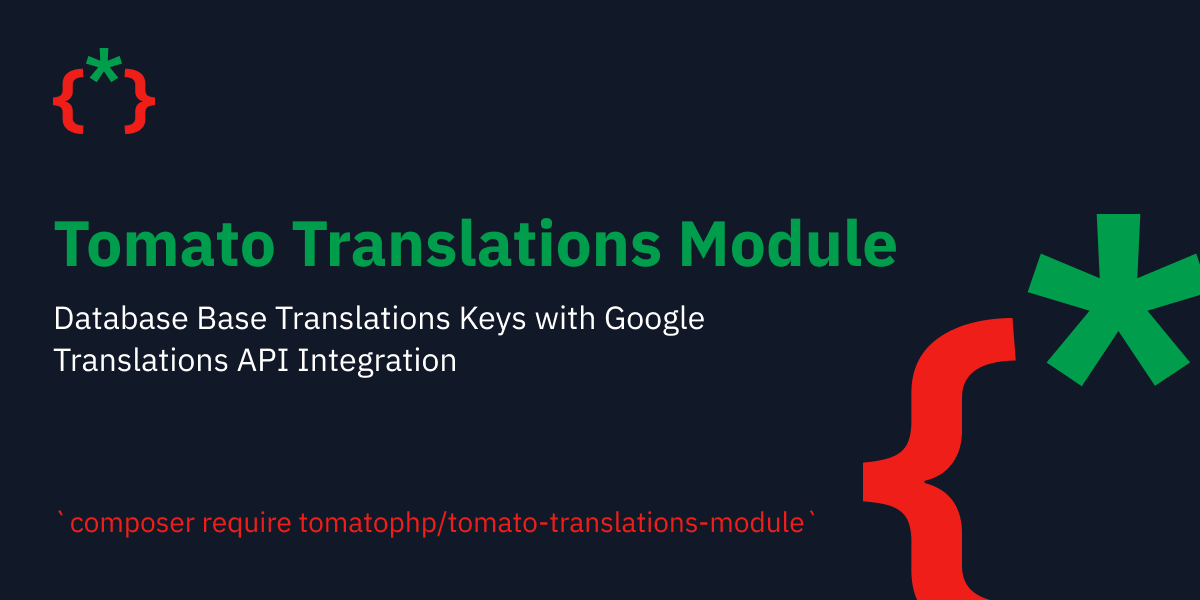 {*}
Tomato Translations Module
Database Base Translations Keys with Google
Translations API Integration
`composer require tomatophp/tomato-translations-module`